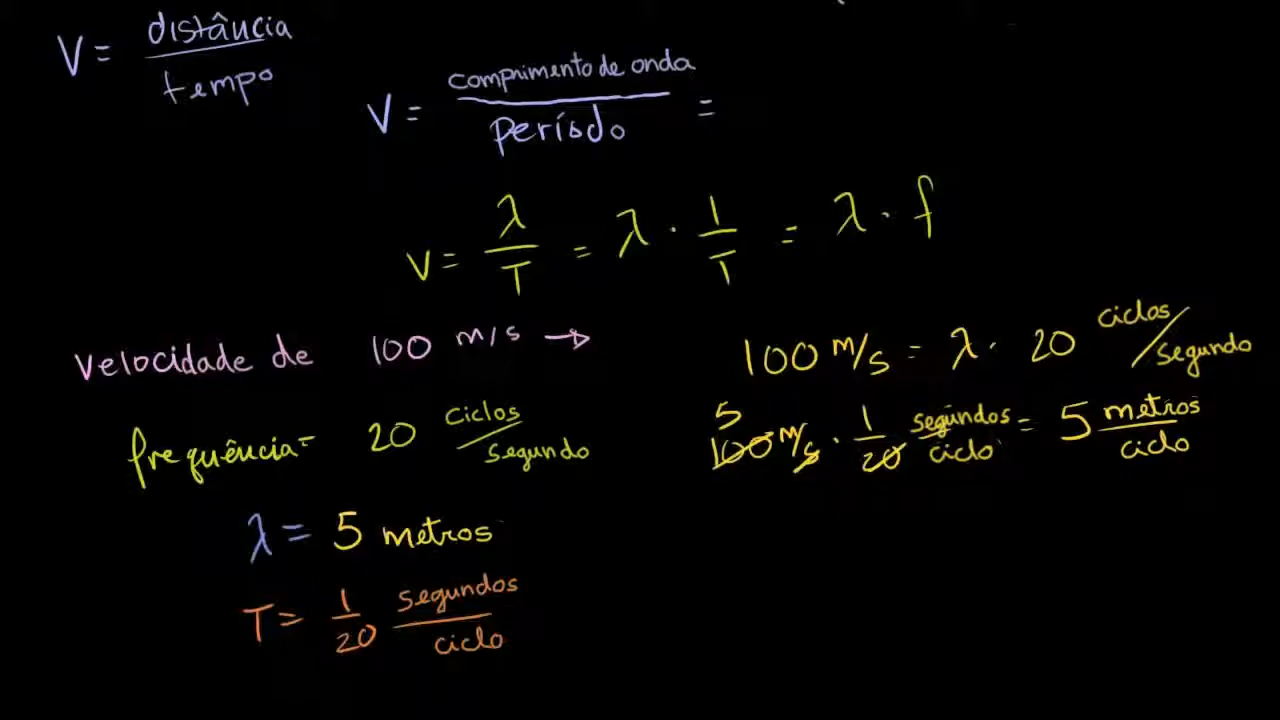 V = distância / tempo
V = comprimento de onda / período =
V = λ / T = λ · 1 / T = λ · f
Velocidade de 100 m/s →
frequência = 20 ciclos / segundo
λ = 5 metros
T = 1 / 20 segundos / ciclo
100 m/s = λ · 20 ciclos / segundo
5
100 m/s · 1 / 20 segundos / ciclo = 5 metros / ciclo